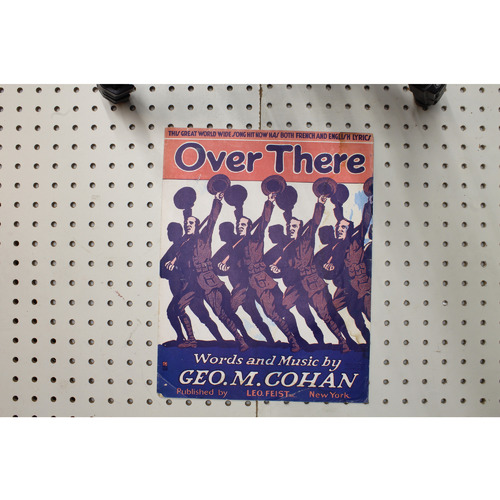 THIS GREAT WORLD WIDE SONG HIT NOW HAS BOTH FRENCH AND ENGLISH LYRICS
Over There
Words and Music by
GEO. M. COHAN
Published by LEO. FEIST INC. New York